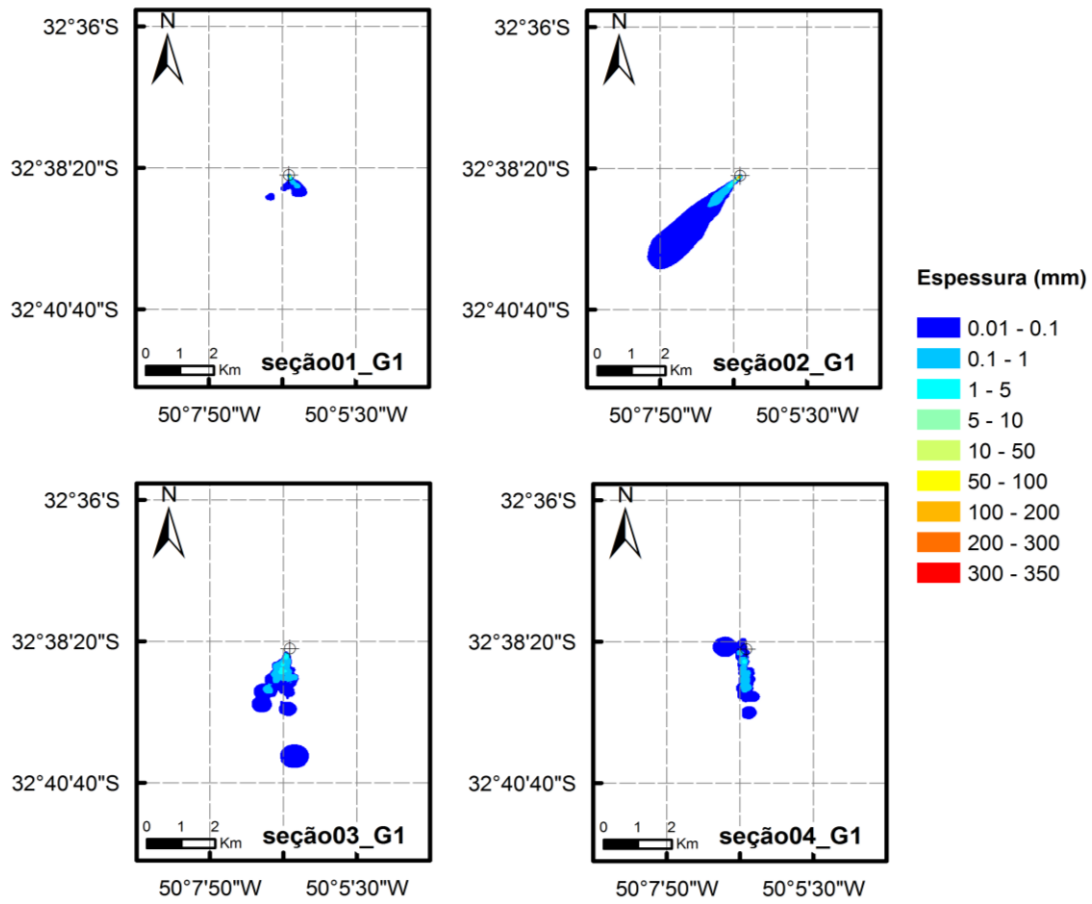 N
32°36'S
32°38'20"S
32°40'40"S
0 1 2
Km
seção01_G1
50°7'50"W 50°5'30"W
N
32°36'S
32°38'20"S
32°40'40"S
0 1 2
Km
seção02_G1
50°7'50"W 50°5'30"W
Espessura (mm)
0.01 - 0.1
0.1 - 1
1 - 5
5 - 10
10 - 50
50 - 100
100 - 200
200 - 300
300 - 350
N
32°36'S
32°38'20"S
32°40'40"S
0 1 2
Km
seção03_G1
50°7'50"W 50°5'30"W
N
32°36'S
32°38'20"S
32°40'40"S
0 1 2
Km
seção04_G1
50°7'50"W 50°5'30"W